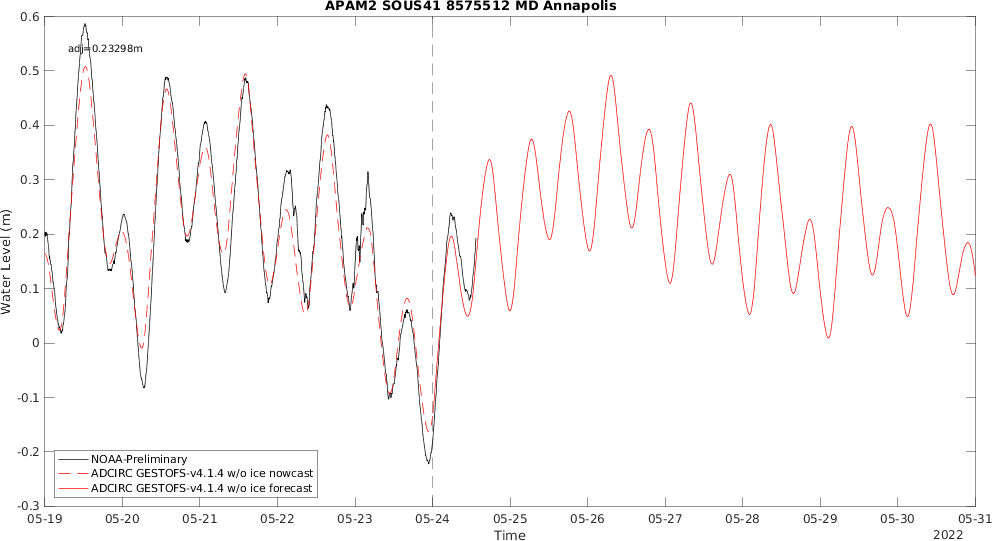 APAM2 SOUS41 8575512 MD Annapolis
adj=0.23298m
0.6
0.5
0.4
0.3
0.2
0.1
0
-0.1
-0.2
-0.3
Water Level (m)
NOAA-Preliminary
ADCIRC GESTOFS-v4.1.4 w/o ice nowcast
ADCIRC GESTOFS-v4.1.4 w/o ice forecast
05-19 05-20 05-21 05-22 05-23 05-24 05-25 05-26 05-27 05-28 05-29 05-30 05-31
Time
2022